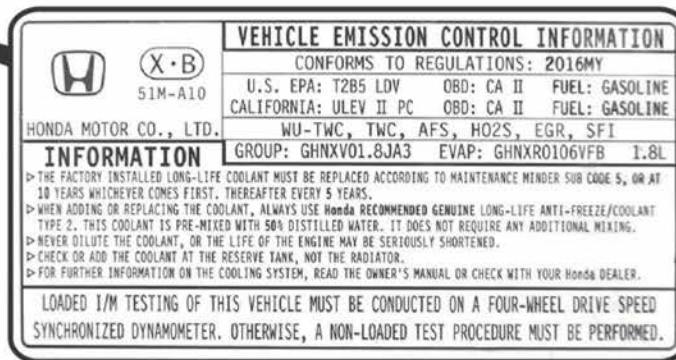 VEHICLE EMISSION CONTROL INFORMATION
CONFORMS TO REGULATIONS: 2016MY
X·B
51M-A10
U.S. EPA: T2B5 LDV OBD: CA II FUEL: GASOLINE
CALIFORNIA: ULEV II PC OBD: CA II FUEL: GASOLINE
HONDA MOTOR CO., LTD.
WU-TWC, TWC, AFS, HO2S, EGR, SFI
INFORMATION
GROUP: GHNXV01.8JA3 EVAP: GHNXR0106VFB 1.8L
▷THE FACTORY INSTALLED LONG-LIFE COOLANT MUST BE REPLACED ACCORDING TO MAINTENANCE MINDER SUB CODE 5, OR AT
10 YEARS WHICHEVER COMES FIRST. THEREAFTER EVERY 5 YEARS.
▷WHEN ADDING OR REPLACING THE COOLANT, ALWAYS USE Honda RECOMMENDED GENUINE LONG-LIFE ANTI-FREEZE/COOLANT
TYPE 2. THIS COOLANT IS PRE-MIXED WITH 50% DISTILLED WATER. IT DOES NOT REQUIRE ANY ADDITIONAL MIXING.
▷NEVER DILUTE THE COOLANT, OR THE LIFE OF THE ENGINE MAY BE SERIOUSLY SHORTENED.
▷CHECK OR ADD THE COOLANT AT THE RESERVE TANK, NOT THE RADIATOR.
▷FOR FURTHER INFORMATION ON THE COOLING SYSTEM, READ THE OWNER'S MANUAL OR CHECK WITH YOUR Honda DEALER.
LOADED I/M TESTING OF THIS VEHICLE MUST BE CONDUCTED ON A FOUR-WHEEL DRIVE SPEED
SYNCHRONIZED DYNAMOMETER. OTHERWISE, A NON-LOADED TEST PROCEDURE MUST BE PERFORMED.